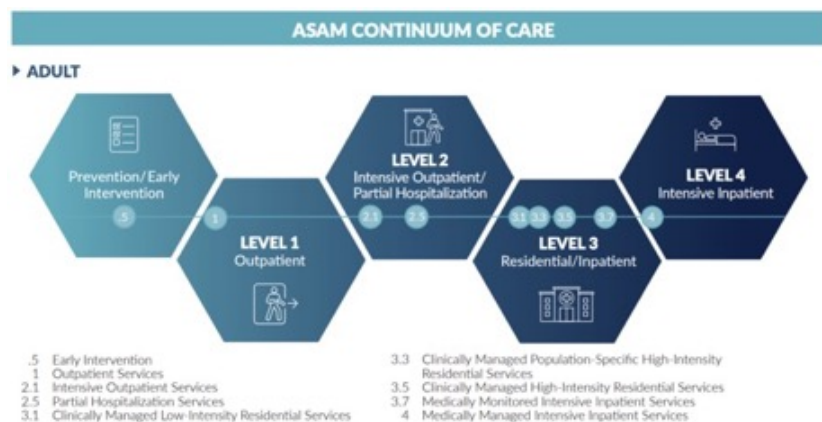 ASAM CONTINUUM OF CARE
ADULT
Prevention/Early
Intervention
LEVEL 1
Outpatient
LEVEL 2
Intensive Outpatient/
Partial Hospitalization
LEVEL 3
Residential/Inpatient
LEVEL 4
Intensive Inpatient
.5
1
2.1
2.5
3.1
3.3
3.5
3.7
4
.5 Early Intervention
1 Outpatient Services
2.1 Intensive Outpatient Services
2.5 Partial Hospitalization Services
3.1 Clinically Managed Low-Intensity Residential Services
3.3 Clinically Managed Population-Specific High-Intensity
Residential Services
3.5 Clinically Managed High-Intensity Residential Services
3.7 Medically Monitored Intensive Inpatient Services
4 Medically Managed Intensive Inpatient Services